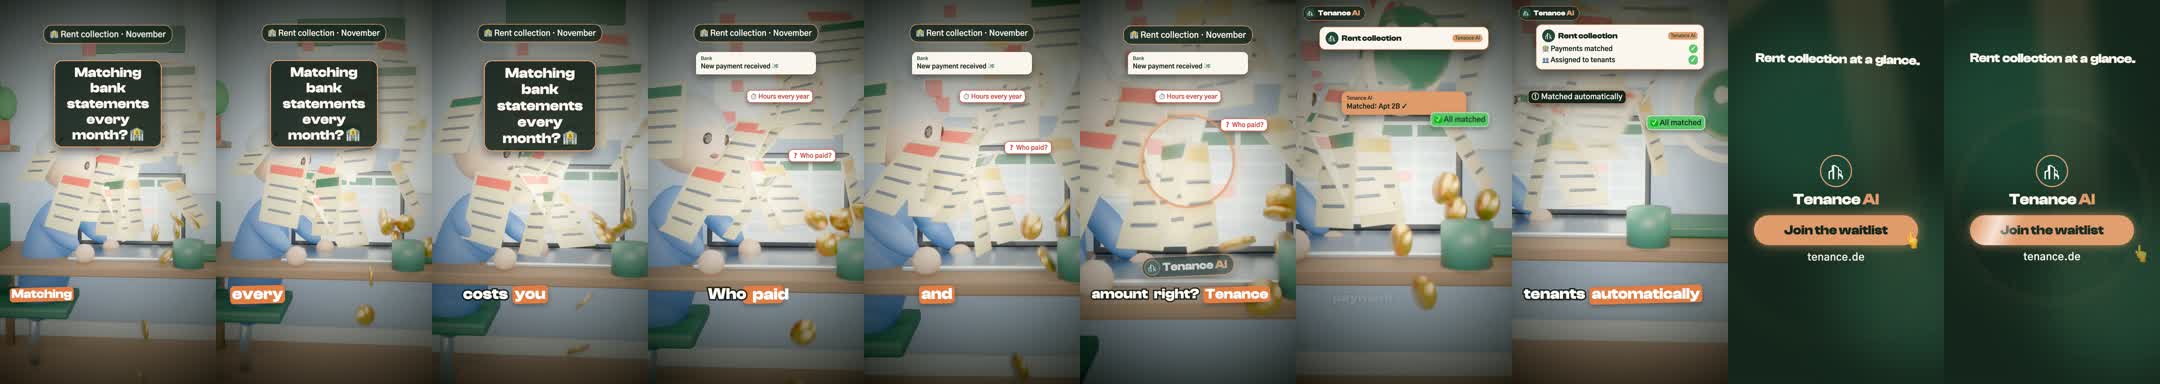 🏢 Rent collection · November
Matching
bank
statements
every
month? 🏦
Matching
🏢 Rent collection · November
Matching
bank
statements
every
month? 🏦
every
🏢 Rent collection · November
Matching
bank
statements
every
month? 🏦
costs you
🏢 Rent collection · November
Bank
New payment received 💸
⏱ Hours every year
❓ Who paid?
Who paid
🏢 Rent collection · November
Bank
New payment received 💸
⏱ Hours every year
❓ Who paid?
and
🏢 Rent collection · November
Bank
New payment received 💸
⏱ Hours every year
❓ Who paid?
Tenance AI
amount right? Tenance
Tenance AI
Rent collection
Tenance AI
Tenance AI
Matched: Apt 2B ✓
✅ All matched
payment
Tenance AI
Rent collection
Tenance AI
🏢 Payments matched ✓
👥 Assigned to tenants ✓
Matched automatically
✅ All matched
tenants automatically
Rent collection at a glance.
Tenance AI
Join the waitlist
tenance.de
Rent collection at a glance.
Tenance AI
Join the waitlist
tenance.de